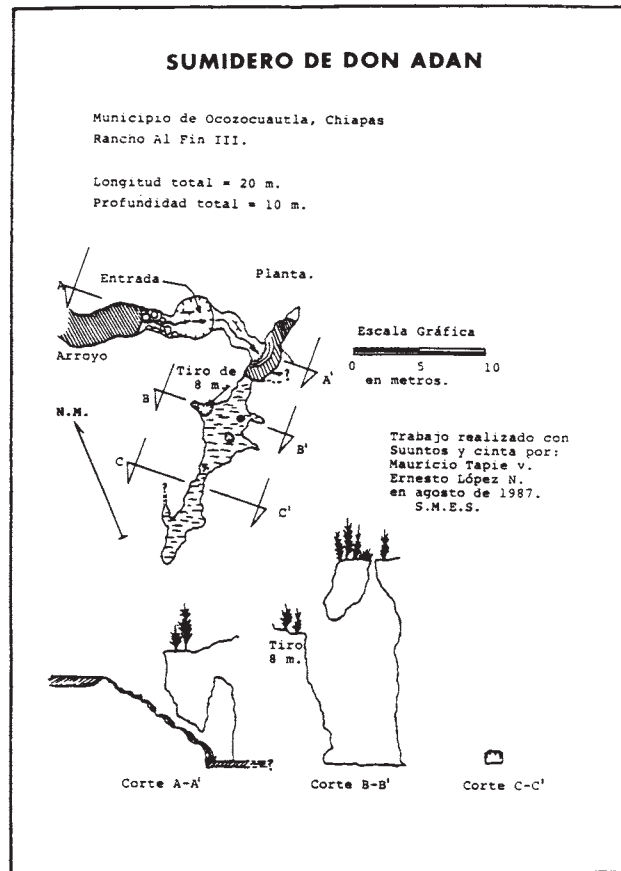 SUMIDERO DE DON ADAN
Municipio de Ocozocuautla, Chiapas
Rancho Al Fin III.
Longitud total = 20 m.
Profundidad total = 10 m.
A
Entrada
Planta.
Arroyo
Escala Gráfica
0 10
en metros.
Tiro de
8 m.
?
A'
B
B'
N.M.
C
?
C'
Trabajo realizado con
Suuntos y cinta por:
Mauricio Tapie v.
Ernesto López N.
en agosto de 1987.
S.M.E.S.
Tiro
8 m.
?
Corte A-A'
Corte B-B'
Corte C-C'